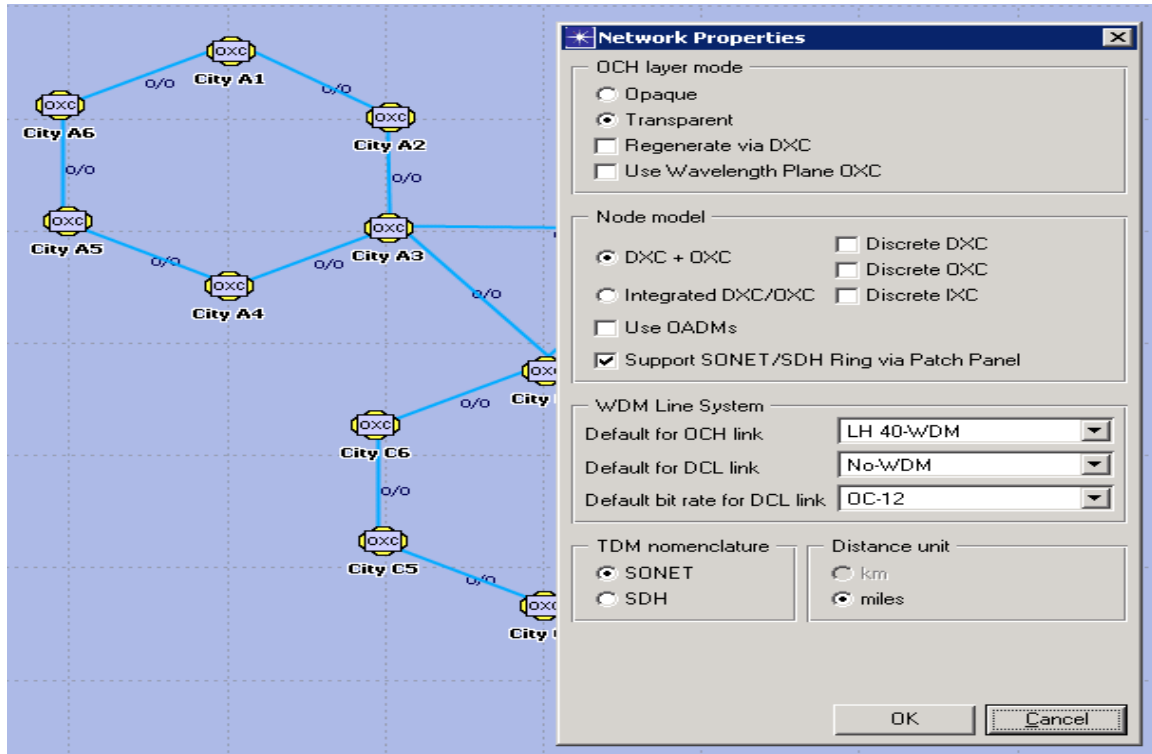 OXC
City A1
0/0
0/0
OXC
City A6
OXC
City A2
0/0
0/0
OXC
City A5
OXC
City A3
0/0
0/0
OXC
City A4
0/0
City
0/0
OXC
City C6
0/0
OXC
City C5
0/0
City
Network Properties
OCH layer mode
Opaque
Transparent
Regenerate via DXC
Use Wavelength Plane OXC
Node model
DXC + OXC
Discrete DXC
Discrete OXC
Integrated DXC/OXC
Discrete IXC
Use OADMs
Support SONET/SDH Ring via Patch Panel
WDM Line System
Default for OCH link
LH 40-WDM
Default for DCL link
No-WDM
Default bit rate for DCL link
OC-12
TDM nomenclature
SONET
SDH
Distance unit
km
miles
OK
Cancel